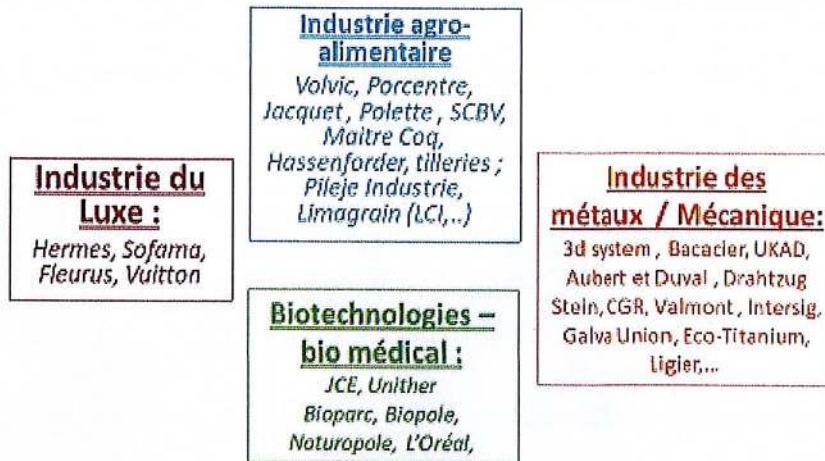 Industrie agro-
alimentaire
Volvic, Porcentre,
Jacquet , Polette , SCBV,
Maitre Coq,
Hassenforder, tilleries ;
Pileje Industrie,
Limagrain (LCI,..)
Industrie du
Luxe :
Hermes, Sofama,
Fleurus, Vuitton
Industrie des
métaux / Mécanique:
3d system , Bacacier, UKAD,
Aubert et Duval , Drahtzug
Stein, CGR, Valmont , Intersig,
Galva Union, Eco-Titanium,
Ligier,...
Biotechnologies –
bio médical :
JCE, Unither
Bioparc, Biopole,
Naturopole, L'Oréal,